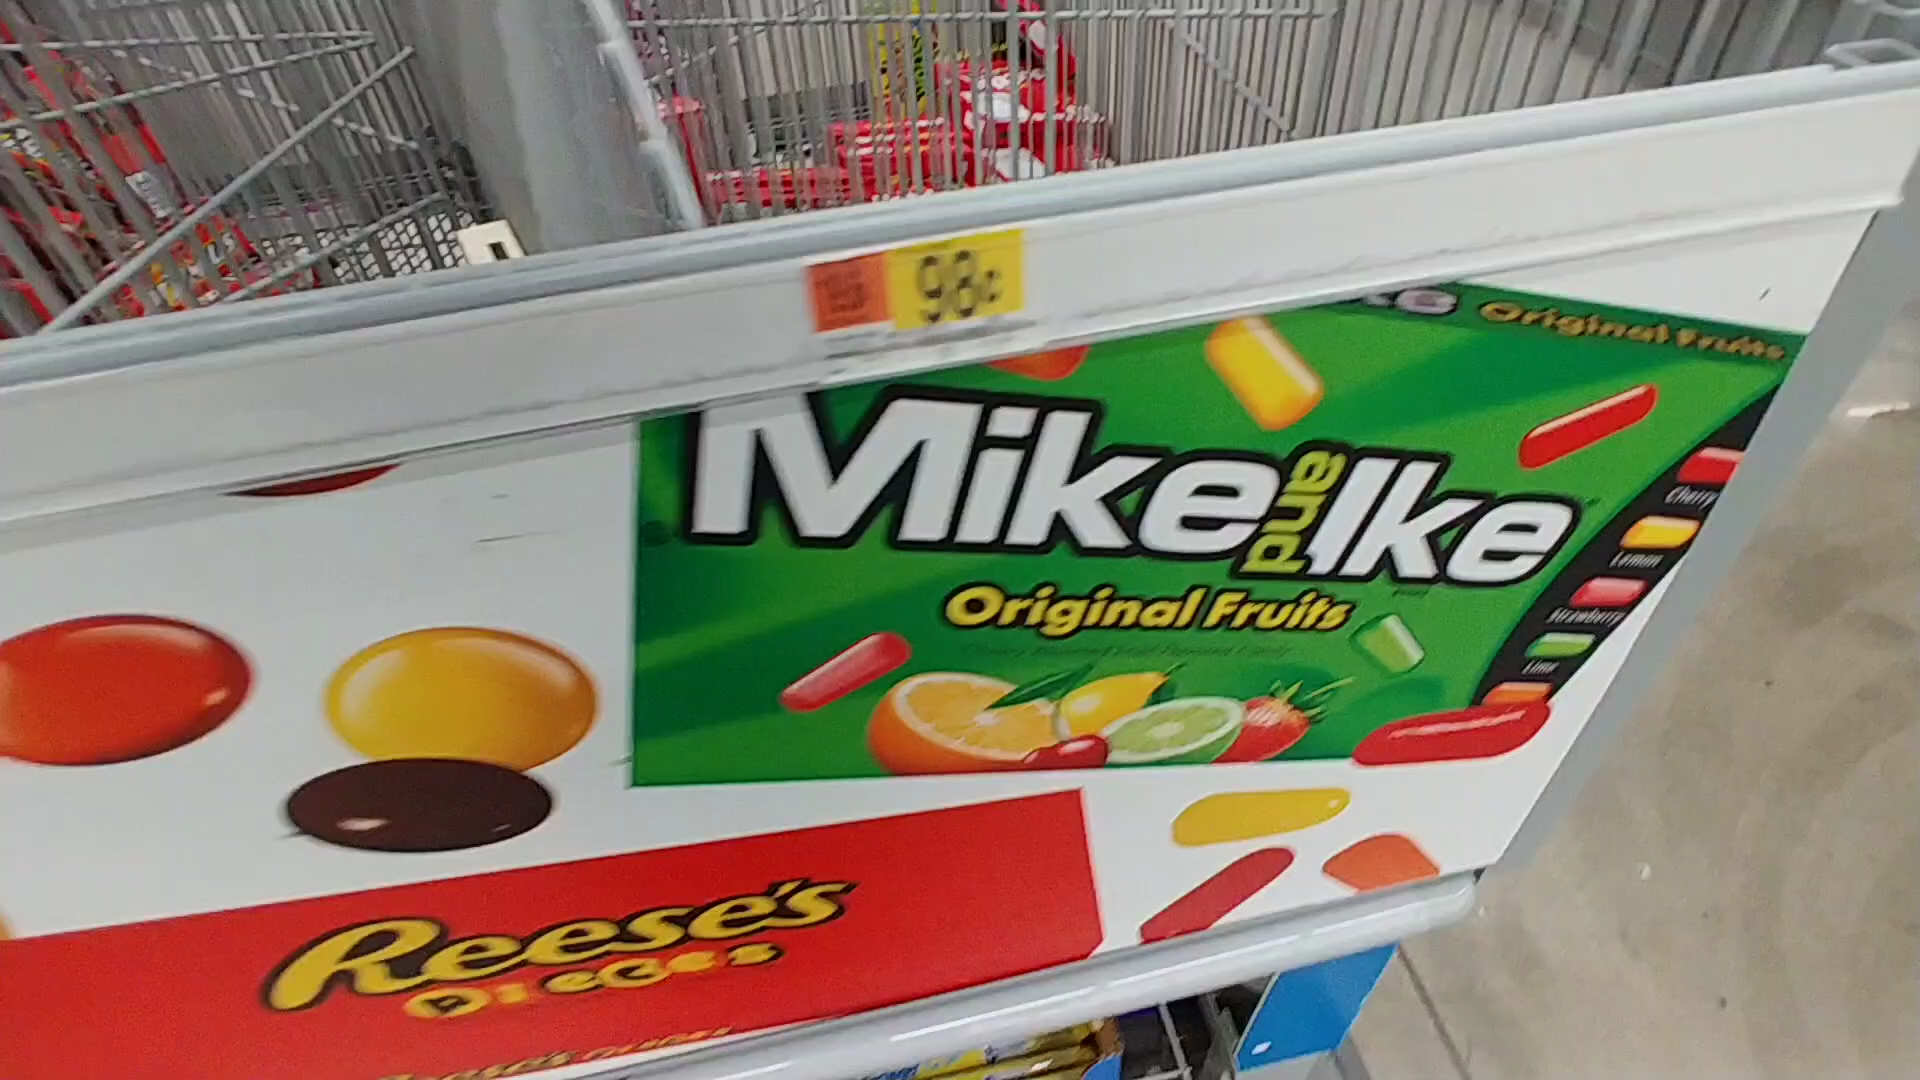 98¢
Original Fruits
Mike and Ike
Original Fruits
Cherry
Lemon
Strawberry
Lime
Reese's
Pieces